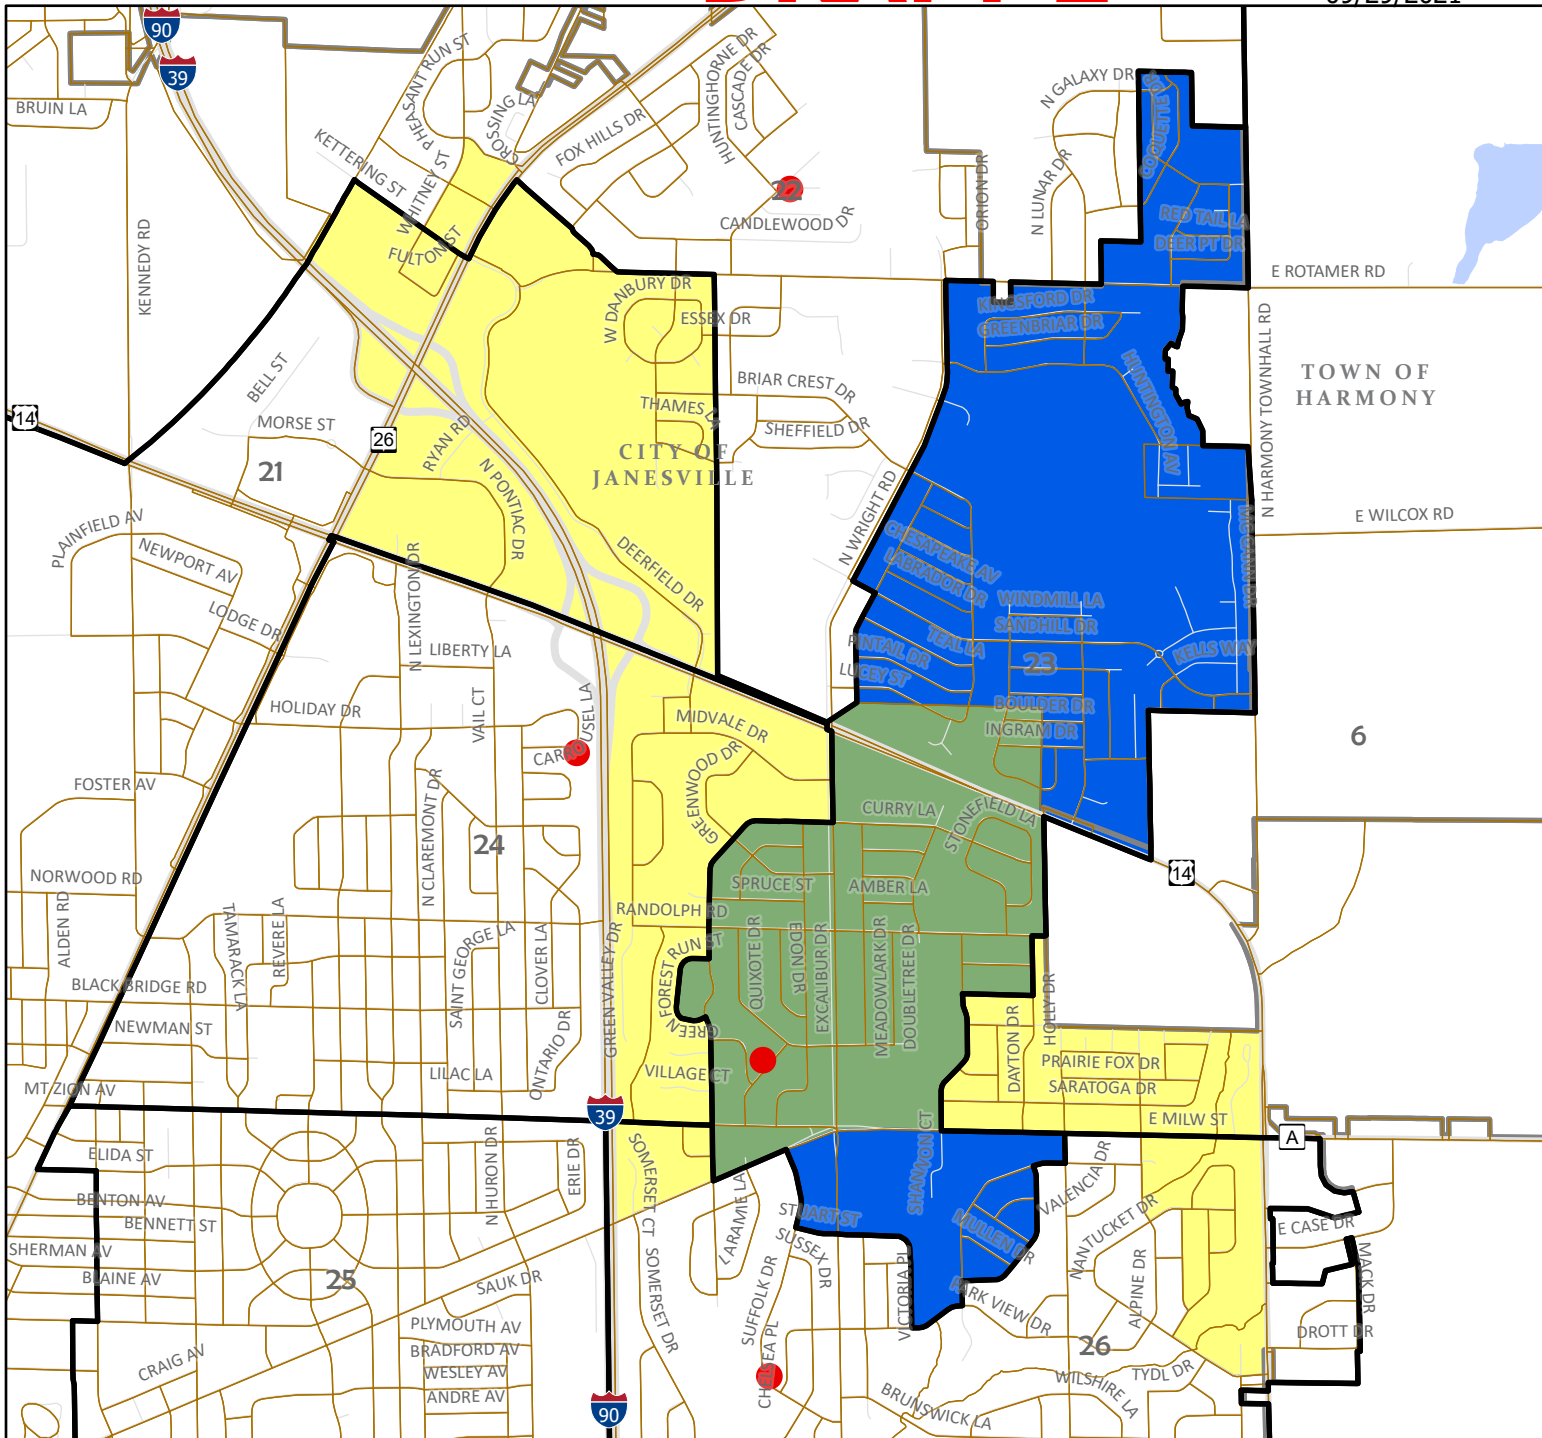 09/29/2021
90
39
BRUIN LA
PHEASANT RUN ST
CROSSING LA
KETTERING ST
WHITNEY ST
FULTON ST
FOX HILLS DR
HUNTINGHORNE DR
CASCADE DR
22
CANDLEWOOD DR
ORION DR
N GALAXY DR
N LUNAR DR
COQUETTE
RED TAIL LA
DEER PT DR
E ROTAMER RD
KENNEDY RD
W DANBURY DR
ESSEX DR
KINGSFORD DR
GREENBRIAR DR
HUNTINGTON AV
N HARMONY TOWNHALL RD
TOWN OF
HARMONY
BELL ST
BRIAR CREST DR
THAMES LA
SHEFFIELD DR
14
MORSE ST
26
RYAN RD
CITY OF
JANESVILLE
21
N PONTIAC DR
N WRIGHT RD
E WILCOX RD
PLAINFIELD AV
NEWPORT AV
LODGE DR
N LEXINGTON DR
DEERFIELD DR
CHESAPEAKE AV
LABRADOR DR
WINDMILL LA
SANDHILL DR
TEAL LA
PINTAIL DR
LUCEY ST
23
KELLS WAY
LIBERTY LA
HOLIDAY DR
VAIL CT
CARROUSEL LA
MIDVALE DR
BOULDER DR
INGRAM DR
6
GREENWOOD DR
FOSTER AV
N CLAREMONT DR
24
CURRY LA
STONEFIELD LA
14
NORWOOD RD
ALDEN RD
TAMARACK LA
REVERE LA
SAINT GEORGE LA
CLOVER LA
SPRUCE ST
AMBER LA
RANDOLPH RD
GREEN VALLEY DR
FOREST RUN ST
GREEN
QUIXOTE DR
EDON DR
EXCALIBUR DR
MEADOWLARK DR
DOUBLETREE DR
BLACK BRIDGE RD
NEWMAN ST
ONTARIO DR
HOLLY DR
DAYTON DR
PRAIRIE FOX DR
SARATOGA DR
VILLAGE CT
LILAC LA
MT ZION AV
39
E MILW ST
A
ELIDA ST
N HURON DR
ERIE DR
SOMERSET CT
SHANNON CT
VALENCIA DR
BENTON AV
BENNETT ST
LARAMIE LA
STUART ST
MULLEN DR
NANTUCKET DR
E CASE DR
SHERMAN AV
BLAINE AV
25
SAUK DR
SOMERSET DR
SUSSEX DR
SUFFOLK DR
VICTORIA PL
PARK VIEW DR
ALPINE DR
MACK DR
PLYMOUTH AV
BRADFORD AV
WESLEY AV
ANDRE AV
CRAIG AV
26
DROTT DR
CHELSEA PL
BRUNSWICK LA
WILSHIRE LA
TYDL DR
90